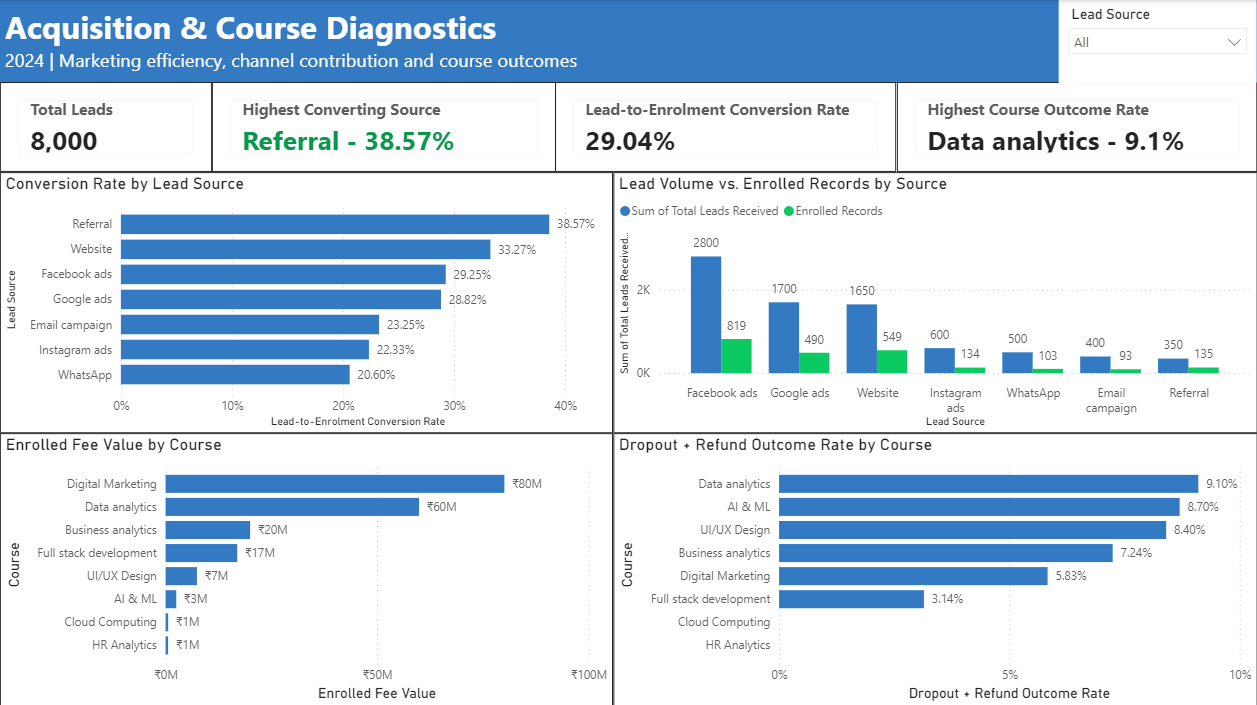 Acquisition & Course Diagnostics
2024 | Marketing efficiency, channel contribution and course outcomes
Lead Source
All
Total Leads
8,000
Highest Converting Source
Referral - 38.57%
Lead-to-Enrolment Conversion Rate
29.04%
Highest Course Outcome Rate
Data analytics - 9.1%
Conversion Rate by Lead Source
Lead Source
Referral 38.57%
Website 33.27%
Facebook ads 29.25%
Google ads 28.82%
Email campaign 23.25%
Instagram ads 22.33%
WhatsApp 20.60%
0% 10% 20% 30% 40%
Lead-to-Enrolment Conversion Rate
Lead Volume vs. Enrolled Records by Source
Sum of Total Leads Received Enrolled Records
Sum of Total Leads Received...
2K
0K
2800 819
1700 490
1650 549
600 134
500 103
400 93
350 135
Facebook ads Google ads Website Instagram ads WhatsApp Email campaign Referral
Lead Source
Enrolled Fee Value by Course
Course
Digital Marketing ₹80M
Data analytics ₹60M
Business analytics ₹20M
Full stack development ₹17M
UI/UX Design ₹7M
AI & ML ₹3M
Cloud Computing ₹1M
HR Analytics ₹1M
₹0M ₹50M ₹100M
Enrolled Fee Value
Dropout + Refund Outcome Rate by Course
Course
Data analytics 9.10%
AI & ML 8.70%
UI/UX Design 8.40%
Business analytics 7.24%
Digital Marketing 5.83%
Full stack development 3.14%
Cloud Computing
HR Analytics
0% 5% 10%
Dropout + Refund Outcome Rate